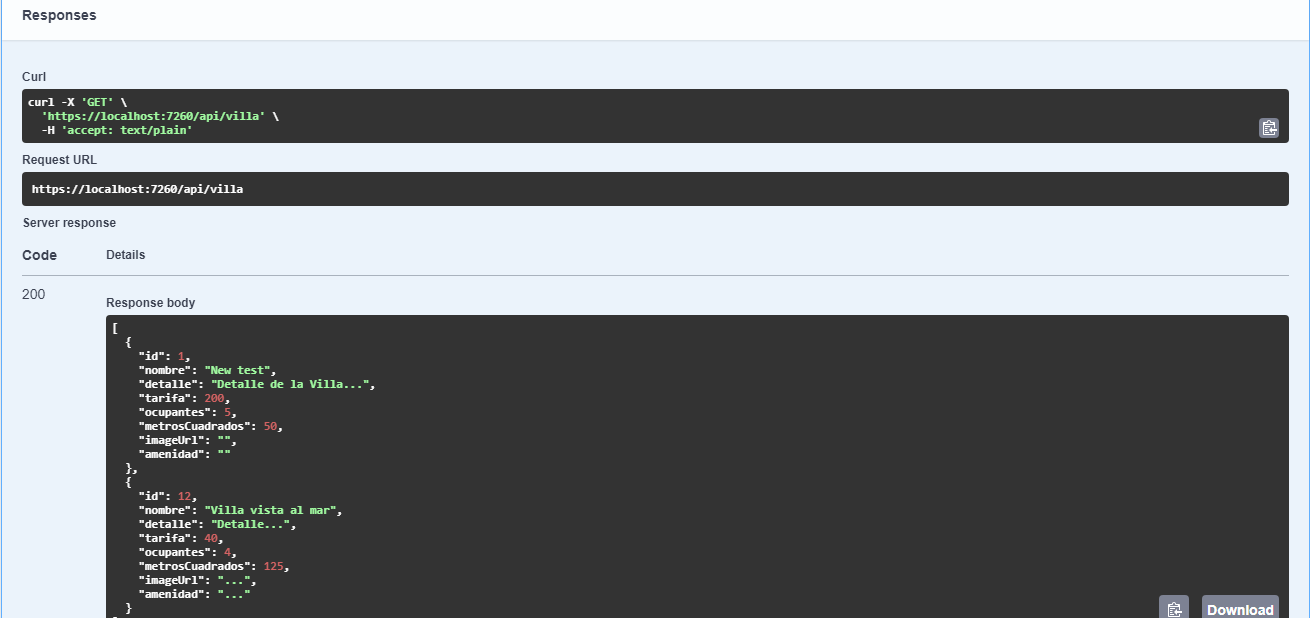 Responses
Curl
curl -X 'GET' \
  'https://localhost:7260/api/villa' \
  -H 'accept: text/plain'
Request URL
https://localhost:7260/api/villa
Server response
Code Details
200
Response body
[
  {
    "id": 1,
    "nombre": "New test",
    "detalle": "Detalle de la Villa...",
    "tarifa": 200,
    "ocupantes": 5,
    "metrosCuadrados": 50,
    "imageUrl": "",
    "amenidad": ""
  },
  {
    "id": 12,
    "nombre": "Villa vista al mar",
    "detalle": "Detalle...",
    "tarifa": 40,
    "ocupantes": 4,
    "metrosCuadrados": 125,
    "imageUrl": "...",
    "amenidad": "..."
  }
Download